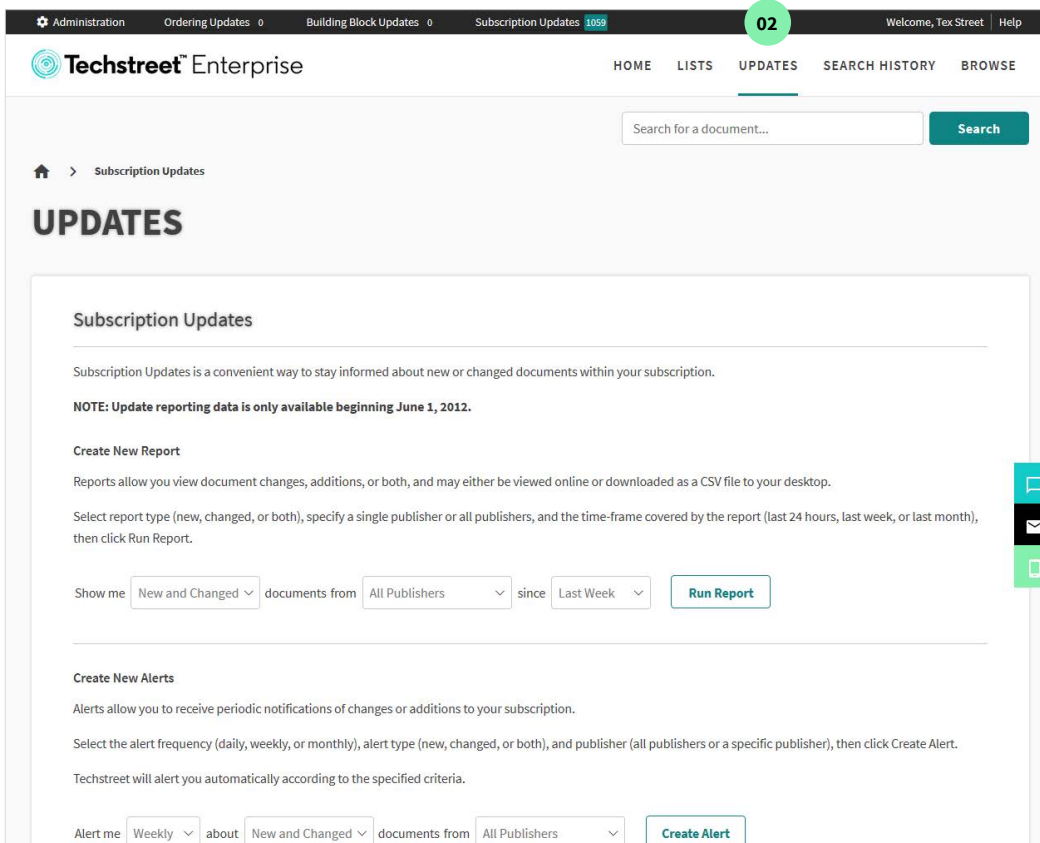 Administration Ordering Updates 0 Building Block Updates 0 Subscription Updates 1059 02 Welcome, Tex Street Help
Techstreet™ Enterprise HOME LISTS UPDATES SEARCH HISTORY BROWSE
Search for a document... Search
> Subscription Updates
UPDATES
Subscription Updates
Subscription Updates is a convenient way to stay informed about new or changed documents within your subscription.
NOTE: Update reporting data is only available beginning June 1, 2012.
Create New Report
Reports allow you view document changes, additions, or both, and may either be viewed online or downloaded as a CSV file to your desktop.
Select report type (new, changed, or both), specify a single publisher or all publishers, and the time-frame covered by the report (last 24 hours, last week, or last month),
then click Run Report.
Show me New and Changed documents from All Publishers since Last Week Run Report
Create New Alerts
Alerts allow you to receive periodic notifications of changes or additions to your subscription.
Select the alert frequency (daily, weekly, or monthly), alert type (new, changed, or both), and publisher (all publishers or a specific publisher), then click Create Alert.
Techstreet will alert you automatically according to the specified criteria.
Alert me Weekly about New and Changed documents from All Publishers Create Alert